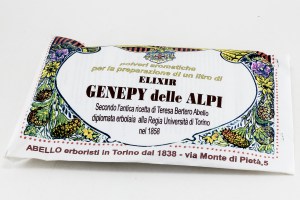 polveri aromatiche
per la preparazione di un litro di
ELIXIR
GENEPY delle ALPI
Secondo l'antica ricetta di Teresa Bertero Abello
diplomata erbolaia alla Regia Università di Torino
nel 1858
ABELLO erboristi in Torino dal 1838 - via Monte di Pietà,5